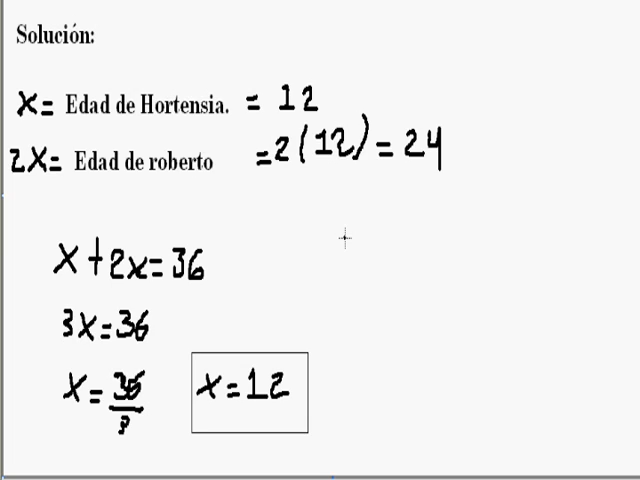 Solución:
x = Edad de Hortensia. = 12
2x = Edad de roberto = 2(12) = 24
x + 2x = 36
3x = 36
x = 36/3
x = 12